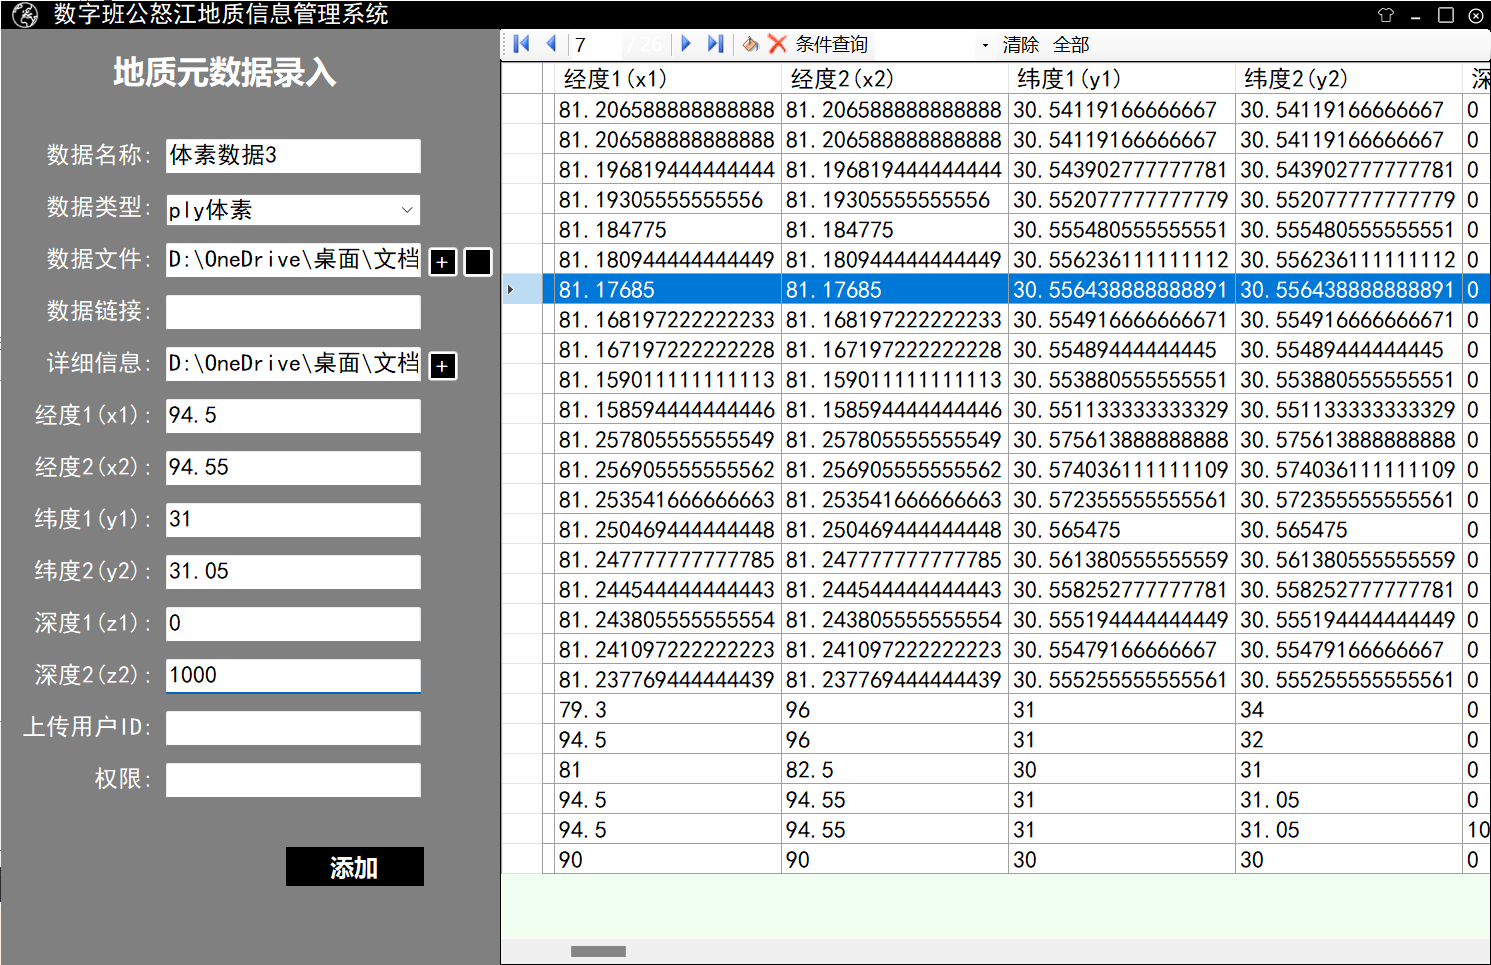 数字班公怒江地质信息管理系统
地质元数据录入
数据名称: 体素数据3
数据类型: ply体素
数据文件: D:\OneDrive\桌面\文档 +
数据链接:
详细信息: D:\OneDrive\桌面\文档 +
经度1(x1): 94.5
经度2(x2): 94.55
纬度1(y1): 31
纬度2(y2): 31.05
深度1(z1): 0
深度2(z2): 1000
上传用户ID:
权限:
添加
7 / 26 条件查询 清除 全部
经度1(x1) 经度2(x2) 纬度1(y1) 纬度2(y2) 深
81.206588888888888 81.206588888888888 30.54119166666667 30.54119166666667 0
81.206588888888888 81.206588888888888 30.54119166666667 30.54119166666667 0
81.196819444444444 81.196819444444444 30.543902777777781 30.543902777777781 0
81.19305555555556 81.19305555555556 30.552077777777779 30.552077777777779 0
81.184775 81.184775 30.555480555555551 30.555480555555551 0
81.180944444444449 81.180944444444449 30.556236111111112 30.556236111111112 0
81.17685 81.17685 30.556438888888891 30.556438888888891 0
81.168197222222233 81.168197222222233 30.554916666666671 30.554916666666671 0
81.167197222222228 81.167197222222228 30.55489444444445 30.55489444444445 0
81.159011111111113 81.159011111111113 30.553880555555551 30.553880555555551 0
81.158594444444446 81.158594444444446 30.551133333333329 30.551133333333329 0
81.257805555555549 81.257805555555549 30.575613888888888 30.575613888888888 0
81.256905555555562 81.256905555555562 30.574036111111109 30.574036111111109 0
81.253541666666663 81.253541666666663 30.572355555555561 30.572355555555561 0
81.250469444444448 81.250469444444448 30.565475 30.565475 0
81.247777777777785 81.247777777777785 30.561380555555559 30.561380555555559 0
81.244544444444443 81.244544444444443 30.558252777777781 30.558252777777781 0
81.243805555555554 81.243805555555554 30.555194444444449 30.555194444444449 0
81.241097222222223 81.241097222222223 30.55479166666667 30.55479166666667 0
81.237769444444439 81.237769444444439 30.555255555555561 30.555255555555561 0
79.3 96 31 34 0
94.5 96 31 32 0
81 82.5 30 31 0
94.5 94.55 31 31.05 0
94.5 94.55 31 31.05 10
90 90 30 30 0